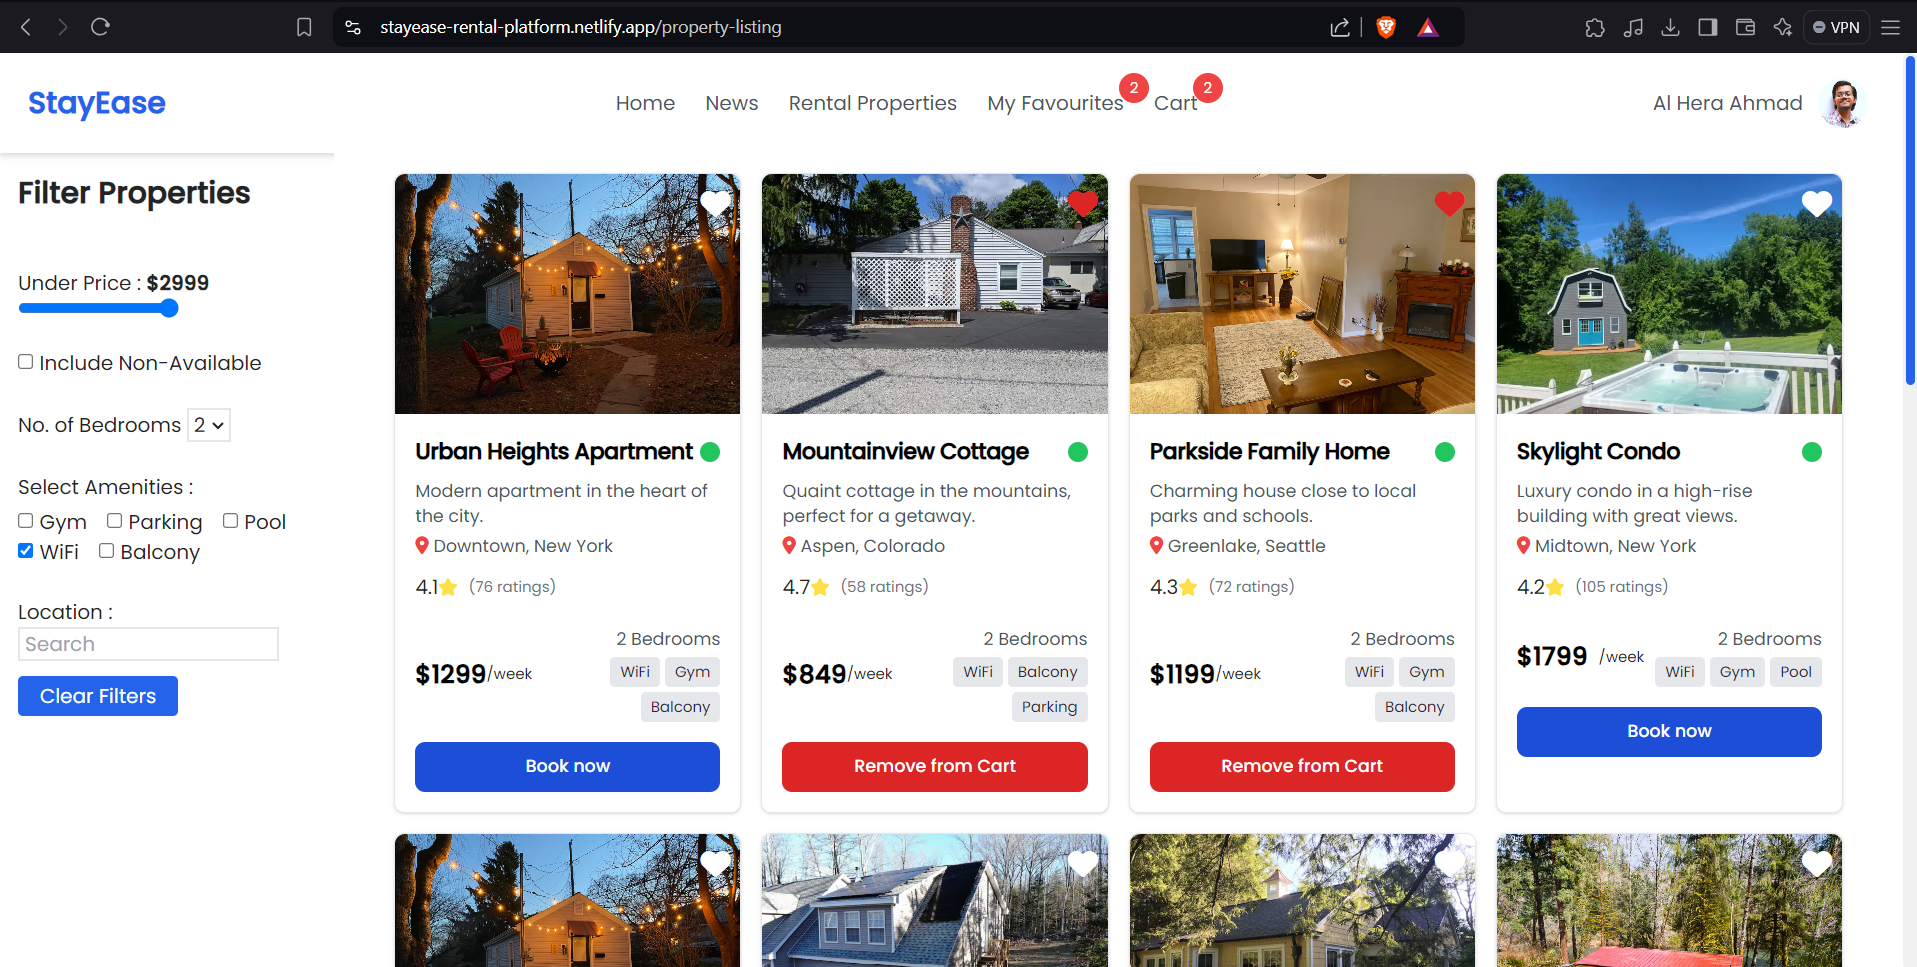 stayease-rental-platform.netlify.app/property-listing
VPN
StayEase
Home
News
Rental Properties
My Favourites
2
Cart
2
Al Hera Ahmad
Filter Properties
Under Price : $2999
Include Non-Available
No. of Bedrooms 2
Select Amenities :
Gym Parking Pool
WiFi Balcony
Location :
Search
Clear Filters
Urban Heights Apartment
Modern apartment in the heart of
the city.
Downtown, New York
4.1 (76 ratings)
2 Bedrooms
$1299/week
WiFi Gym
Balcony
Book now
Mountainview Cottage
Quaint cottage in the mountains,
perfect for a getaway.
Aspen, Colorado
4.7 (58 ratings)
2 Bedrooms
$849/week
WiFi Balcony
Parking
Remove from Cart
Parkside Family Home
Charming house close to local
parks and schools.
Greenlake, Seattle
4.3 (72 ratings)
2 Bedrooms
$1199/week
WiFi Gym
Balcony
Remove from Cart
Skylight Condo
Luxury condo in a high-rise
building with great views.
Midtown, New York
4.2 (105 ratings)
2 Bedrooms
$1799 /week
WiFi Gym Pool
Book now